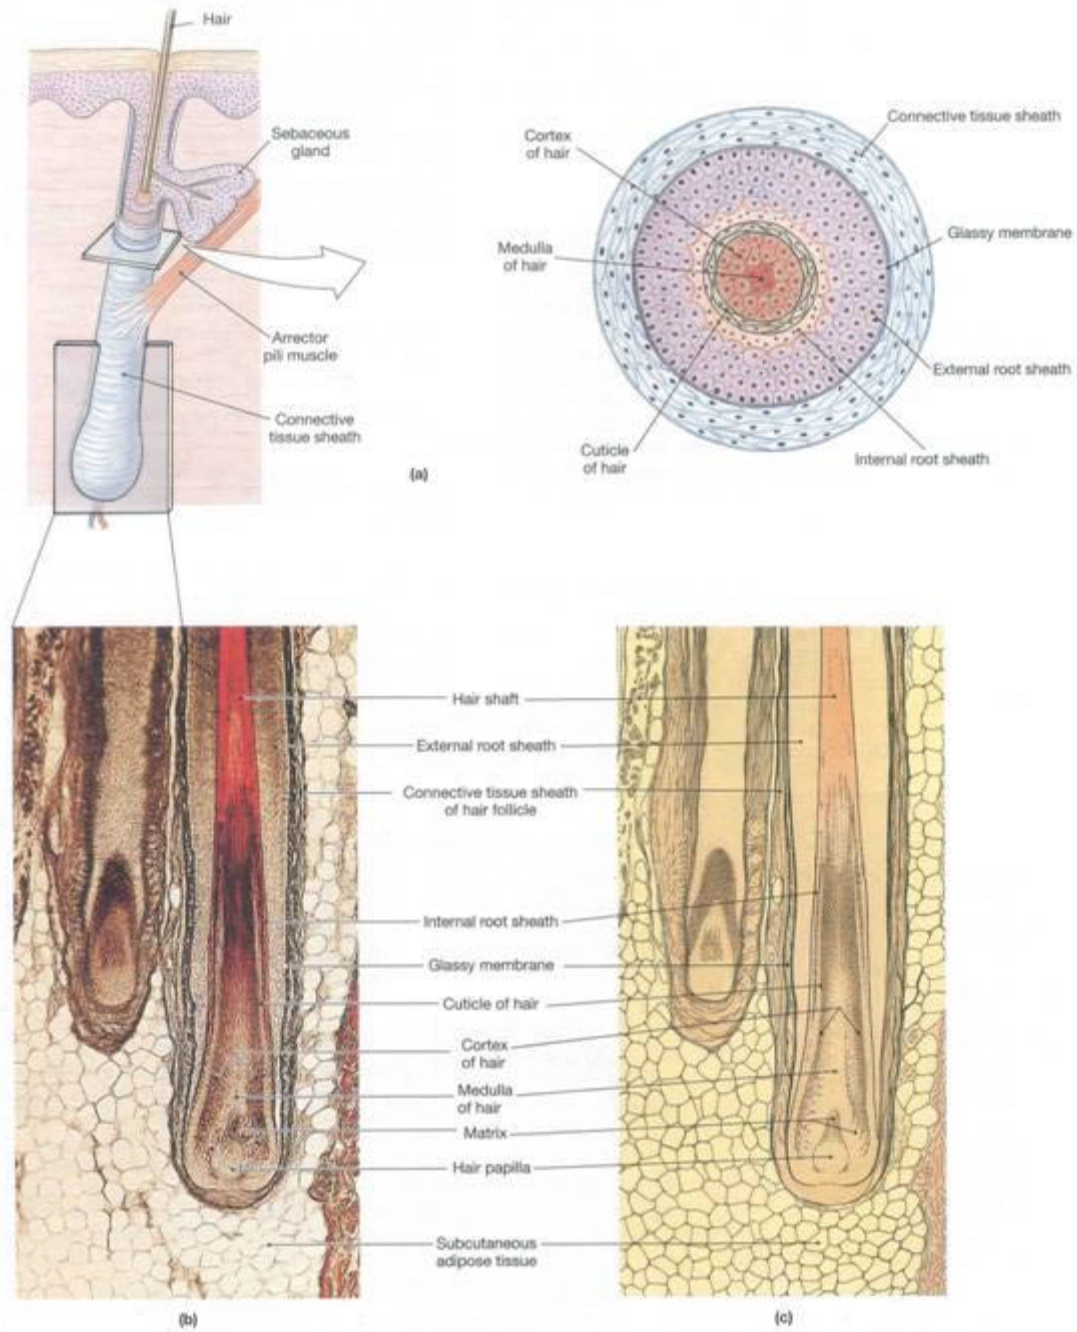 Hair
Sebaceous
gland
Arrector
pili muscle
Connective
tissue sheath
(a)
Cortex
of hair
Medulla
of hair
Cuticle
of hair
Connective tissue sheath
Glassy membrane
External root sheath
Internal root sheath
Hair shaft
External root sheath
Connective tissue sheath
of hair follicle
Internal root sheath
Glassy membrane
Cuticle of hair
Cortex
of hair
Medulla
of hair
Matrix
Hair papilla
Subcutaneous
adipose tissue
(b)
(c)